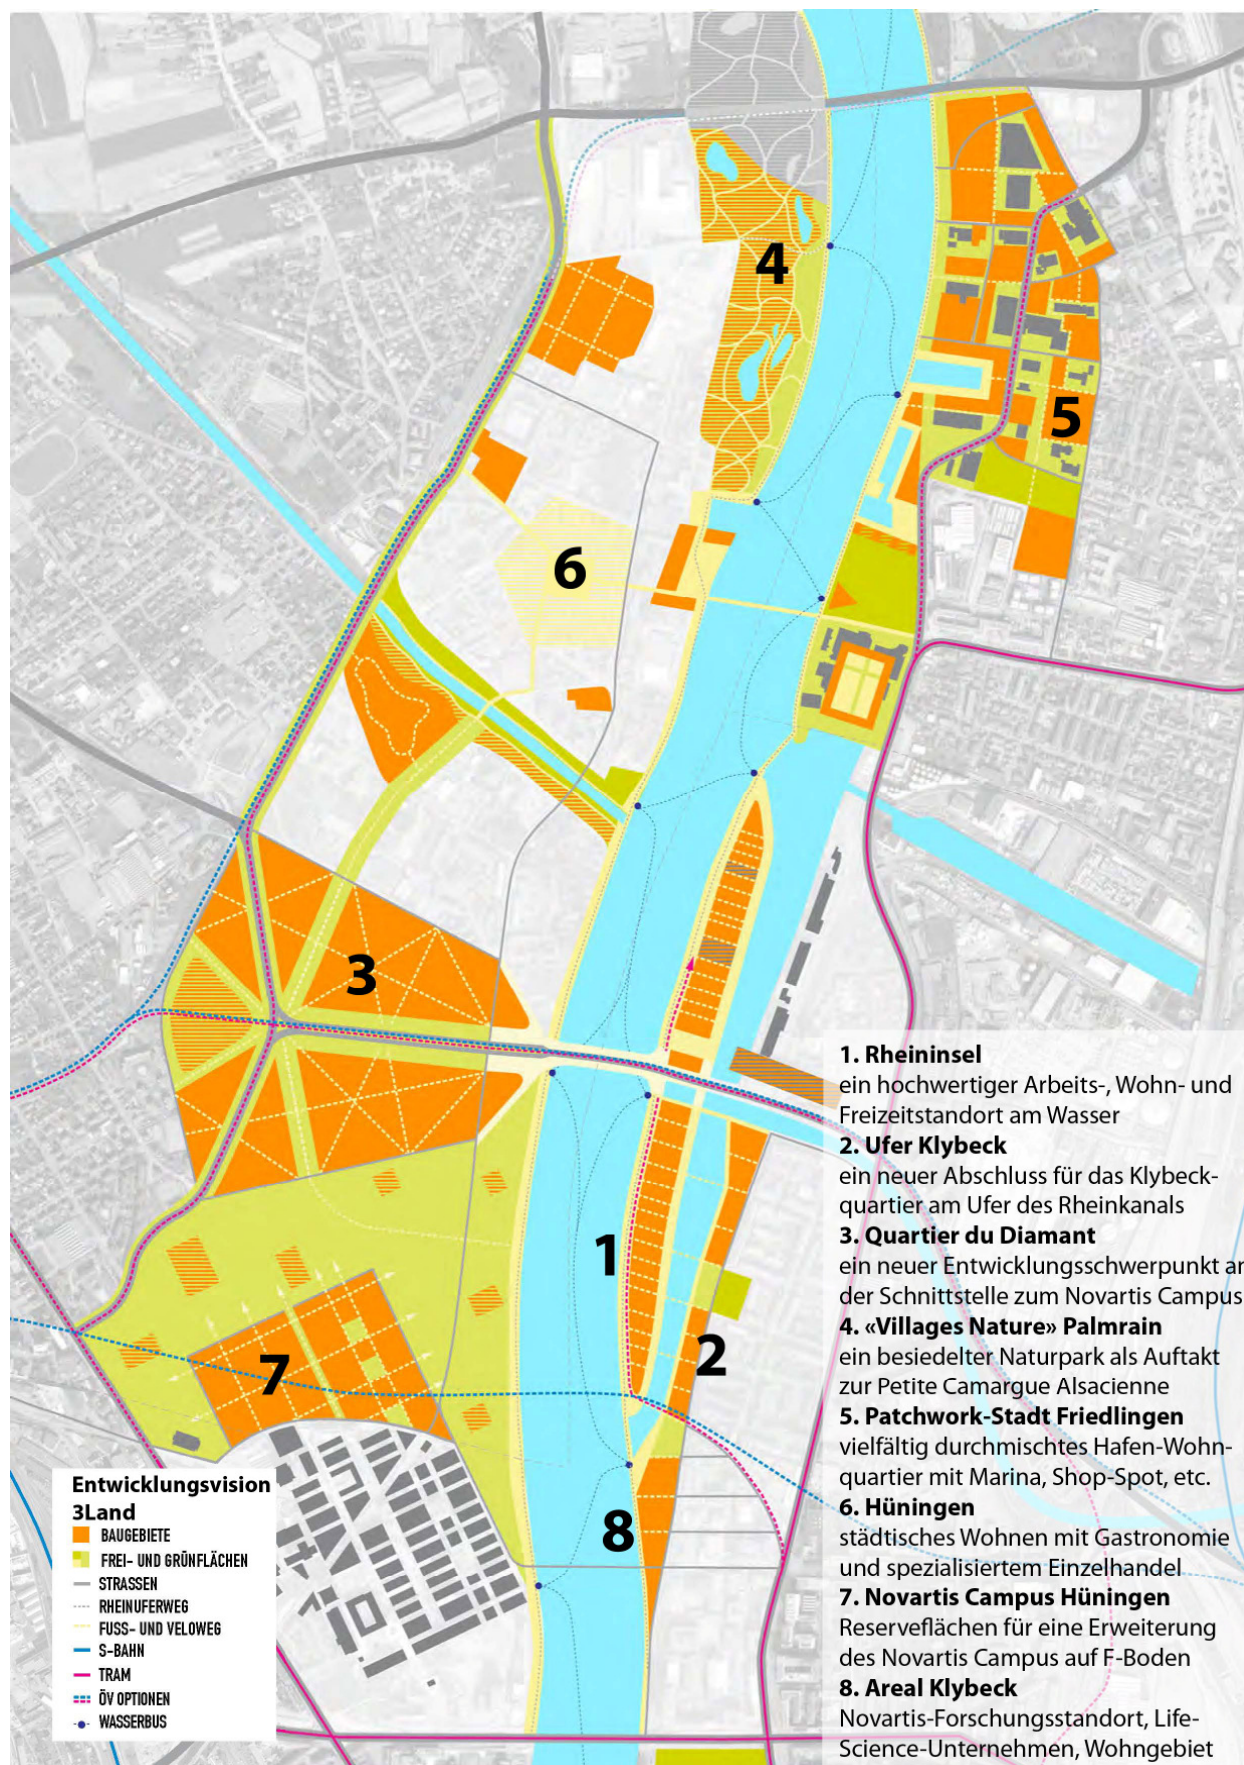 4
5
6
3
1
2
7
8
1. Rheininsel
ein hochwertiger Arbeits-, Wohn- und
Freizeitstandort am Wasser
2. Ufer Klybeck
ein neuer Abschluss für das Klybeck-
quartier am Ufer des Rheinkanals
3. Quartier du Diamant
ein neuer Entwicklungsschwerpunkt an
der Schnittstelle zum Novartis Campus
4. «Villages Nature» Palmrain
ein besiedelter Naturpark als Auftakt
zur Petite Camargue Alsacienne
5. Patchwork-Stadt Friedlingen
vielfältig durchmischtes Hafen-Wohn-
quartier mit Marina, Shop-Spot, etc.
6. Hüningen
städtisches Wohnen mit Gastronomie
und spezialisiertem Einzelhandel
7. Novartis Campus Hüningen
Reserveflächen für eine Erweiterung
des Novartis Campus auf F-Boden
8. Areal Klybeck
Novartis-Forschungsstandort, Life-
Science-Unternehmen, Wohngebiet
Entwicklungsvision
3Land
BAUGEBIETE
FREI- UND GRÜNFLÄCHEN
STRASSEN
RHEINUFERWEG
FUSS- UND VELOWEG
S-BAHN
TRAM
ÖV OPTIONEN
WASSERBUS